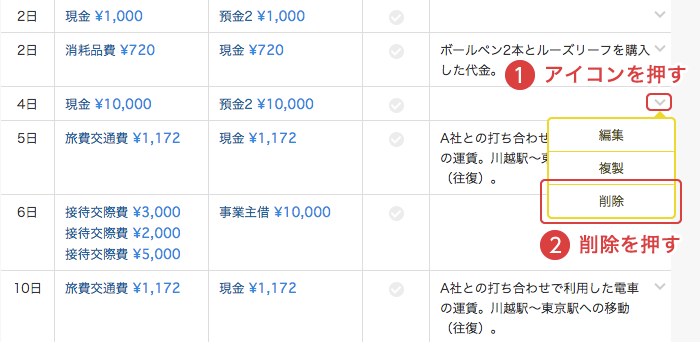 2日 現金 ¥1,000 預金2 ¥1,000
2日 消耗品費 ¥720 現金 ¥720 ボールペン2本とルーズリーフを購入
した代金。
1 アイコンを押す
4日 現金 ¥10,000 預金2 ¥10,000
5日 旅費交通費 ¥1,172 現金 ¥1,172 A社との打ち合わせ
の運賃。川越駅〜東
（往復）。
編集
複製
削除
2 削除を押す
6日 接待交際費 ¥3,000 事業主借 ¥10,000
接待交際費 ¥2,000
接待交際費 ¥5,000
10日 旅費交通費 ¥1,172 現金 ¥1,172 A社との打ち合わせで利用した電車
の運賃。川越駅〜東京駅への移動
（往復）。